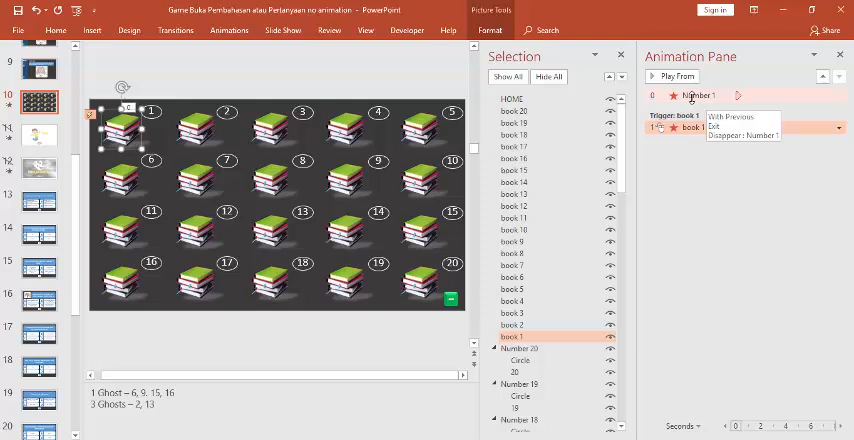 Game Buka Pembahasan atau Pertanyaan no animation - PowerPoint
Picture Tools
Sign in
File Home Insert Draw Design Transitions Animations Slide Show Review View Developer Help Format Search Share
9
10
11
12
13
14
15
16
17
18
19
20
0
1 2 3 4 5
6 7 8 9 10
11 12 13 14 15
16 17 18 19 20
1 Ghost – 6, 9. 15, 16
3 Ghosts – 2, 13
Selection
Show All Hide All
HOME
book 20
book 19
book 18
book 17
book 16
book 15
book 14
book 13
book 12
book 11
book 10
book 9
book 8
book 7
book 6
book 5
book 4
book 3
book 2
book 1
Number 20
Circle
20
Number 19
Circle
19
Number 18
Circle
Animation Pane
Play From
0 Number 1
Trigger: book 1
1 book 1
With Previous
Exit
Disappear: Number 1
Seconds 0 2 4 6